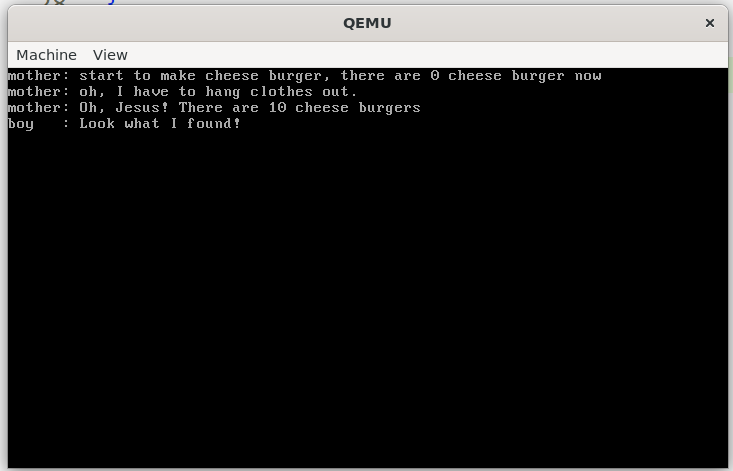 QEMU
Machine View
mother: start to make cheese burger, there are 0 cheese burger now
mother: oh, I have to hang clothes out.
mother: Oh, Jesus! There are 10 cheese burgers
boy   : Look what I found!